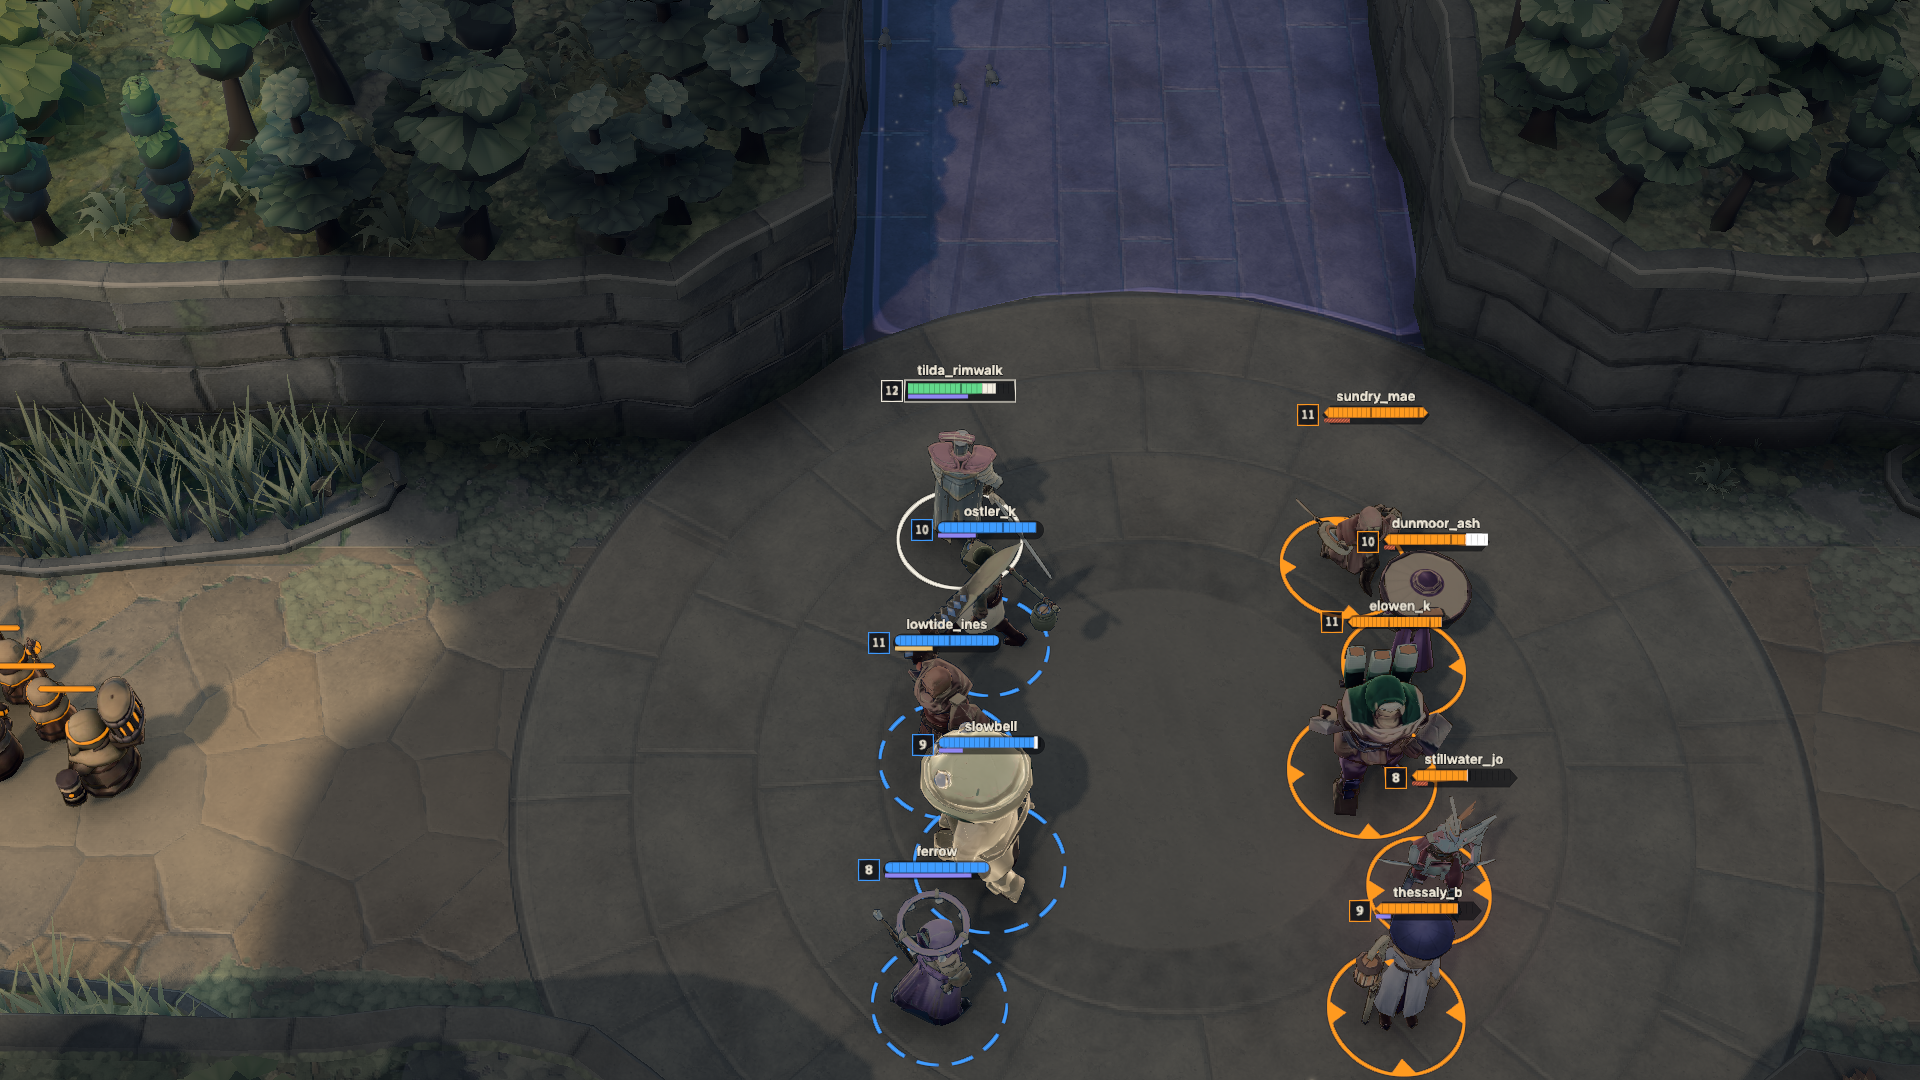 tilda_rimwalk
12
sundry_mae
11
ostler_k
10
dunmoor_ash
10
elowen_k
11
lowtide_ines
11
slowbell
9
stillwater_jo
8
ferrow
8
thessaly_b
9